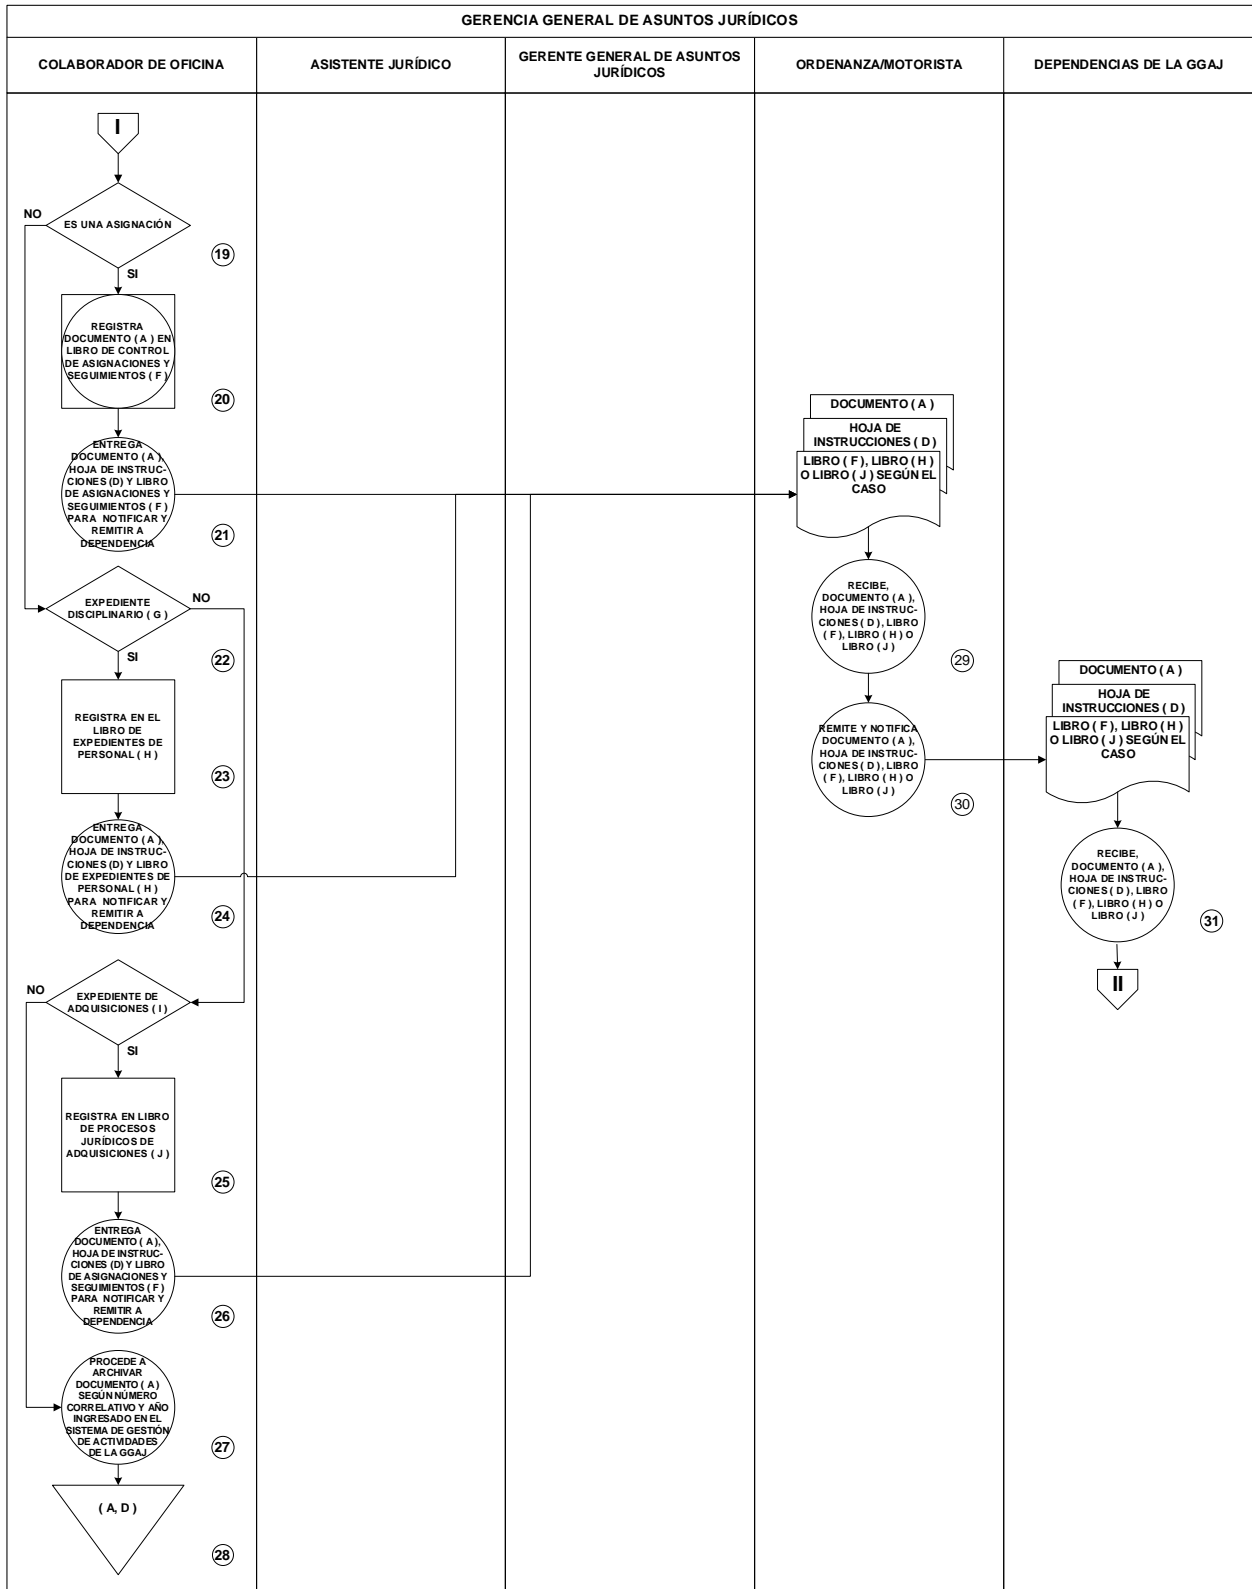 GERENCIA GENERAL DE ASUNTOS JURÍDICOS
COLABORADOR DE OFICINA
ASISTENTE JURÍDICO
GERENTE GENERAL DE ASUNTOS
JURÍDICOS
ORDENANZA/MOTORISTA
DEPENDENCIAS DE LA GGAJ
I
NO
ES UNA ASIGNACIÓN
19
SI
REGISTRA
DOCUMENTO ( A ) EN
LIBRO DE CONTROL
DE ASIGNACIONES Y
SEGUIMIENTOS ( F )
20
ENTREGA
DOCUMENTO ( A ),
HOJA DE INSTRUC-
CIONES (D) Y LIBRO
DE ASIGNACIONES Y
SEGUIMIENTOS ( F )
PARA NOTIFICAR Y
REMITIR A
DEPENDENCIA
21
EXPEDIENTE
DISCIPLINARIO ( G )
NO
22
SI
REGISTRA EN EL
LIBRO DE
EXPEDIENTES DE
PERSONAL ( H )
23
ENTREGA
DOCUMENTO ( A ),
HOJA DE INSTRUC-
CIONES (D) Y LIBRO
DE EXPEDIENTES DE
PERSONAL ( H )
PARA NOTIFICAR Y
REMITIR A
DEPENDENCIA
24
NO
EXPEDIENTE DE
ADQUISICIONES ( I )
SI
REGISTRA EN LIBRO
DE PROCESOS
JURÍDICOS DE
ADQUISICIONES ( J )
25
ENTREGA
DOCUMENTO ( A ),
HOJA DE INSTRUC-
CIONES (D) Y LIBRO
DE ASIGNACIONES Y
SEGUIMIENTOS ( F )
PARA NOTIFICAR Y
REMITIR A
DEPENDENCIA
26
PROCEDE A
ARCHIVAR
DOCUMENTO ( A )
SEGÚN NÚMERO
CORRELATIVO Y AÑO
INGRESADO EN EL
SISTEMA DE GESTIÓN
DE ACTIVIDADES
DE LA GGAJ
27
( A, D )
28
DOCUMENTO ( A )
HOJA DE
INSTRUCCIONES ( D )
LIBRO ( F ), LIBRO ( H )
O LIBRO ( J ) SEGÚN EL
CASO
RECIBE,
DOCUMENTO ( A ),
HOJA DE INSTRUC-
CIONES ( D ), LIBRO
( F ), LIBRO ( H ) O
LIBRO ( J )
29
REMITE Y NOTIFICA
DOCUMENTO ( A ),
HOJA DE INSTRUC-
CIONES ( D ), LIBRO
( F ), LIBRO ( H ) O
LIBRO ( J )
30
DOCUMENTO ( A )
HOJA DE
INSTRUCCIONES ( D )
LIBRO ( F ), LIBRO ( H )
O LIBRO ( J ) SEGÚN EL
CASO
RECIBE,
DOCUMENTO ( A ),
HOJA DE INSTRUC-
CIONES ( D ), LIBRO
( F ), LIBRO ( H ) O
LIBRO ( J )
31
II